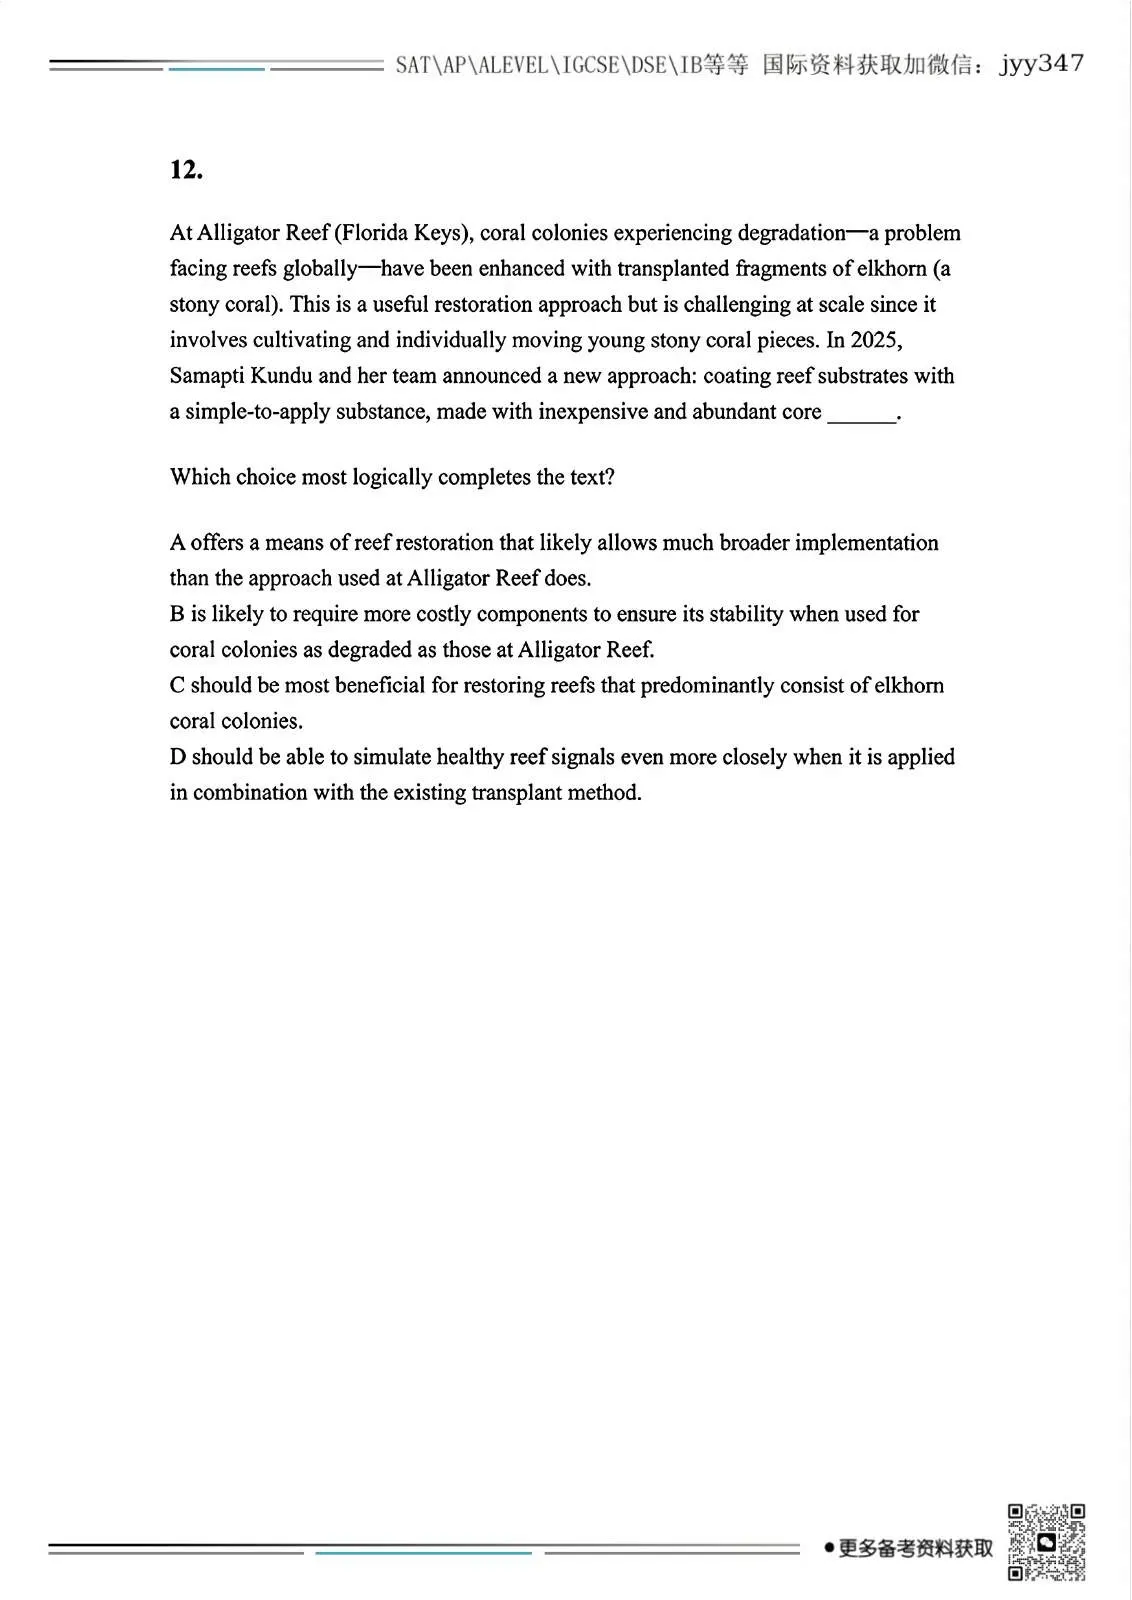 SAT\AP\ALEVEL\IGCSE\DSE\IB等等 国际资料获取加微信：jyy347
12.
At Alligator Reef (Florida Keys), coral colonies experiencing degradation—a problem
facing reefs globally—have been enhanced with transplanted fragments of elkhorn (a
stony coral). This is a useful restoration approach but is challenging at scale since it
involves cultivating and individually moving young stony coral pieces. In 2025,
Samapti Kundu and her team announced a new approach: coating reef substrates with
a simple-to-apply substance, made with inexpensive and abundant core ______.
Which choice most logically completes the text?
A offers a means of reef restoration that likely allows much broader implementation
than the approach used at Alligator Reef does.
B is likely to require more costly components to ensure its stability when used for
coral colonies as degraded as those at Alligator Reef.
C should be most beneficial for restoring reefs that predominantly consist of elkhorn
coral colonies.
D should be able to simulate healthy reef signals even more closely when it is applied
in combination with the existing transplant method.
●更多备考资料获取